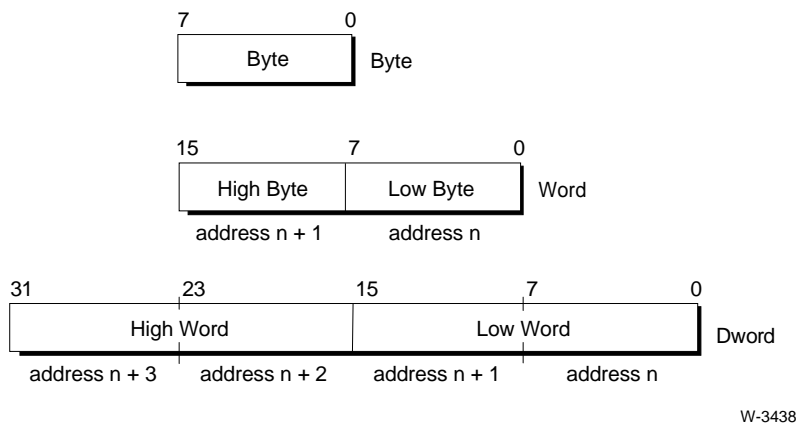 7 0
Byte Byte
15 7 0
High Byte Low Byte Word
address n + 1 address n
31 23 15 7 0
High Word Low Word Dword
address n + 3 address n + 2 address n + 1 address n
W-3438